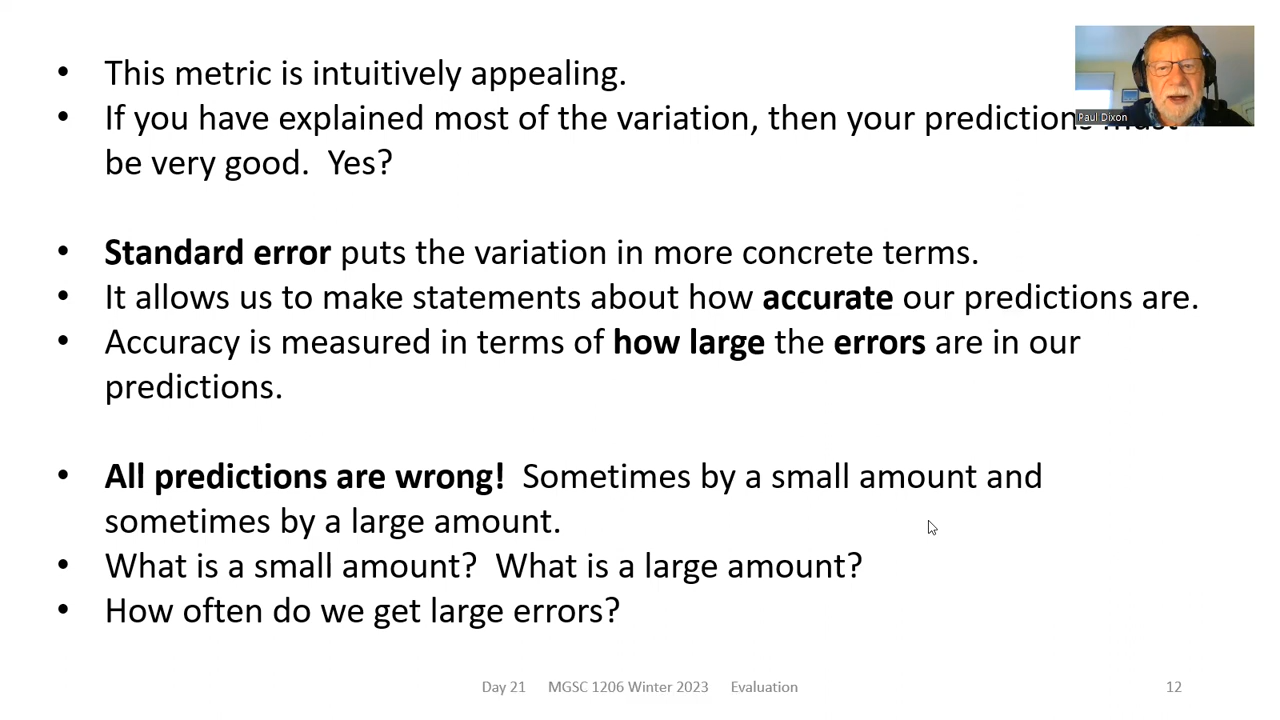 • This metric is intuitively appealing.
• If you have explained most of the variation, then your predictions must
be very good. Yes?
• Standard error puts the variation in more concrete terms.
• It allows us to make statements about how accurate our predictions are.
• Accuracy is measured in terms of how large the errors are in our
predictions.
• All predictions are wrong! Sometimes by a small amount and
sometimes by a large amount.
• What is a small amount? What is a large amount?
• How often do we get large errors?
Paul Dixon
Day 21 MGSC 1206 Winter 2023 Evaluation
12